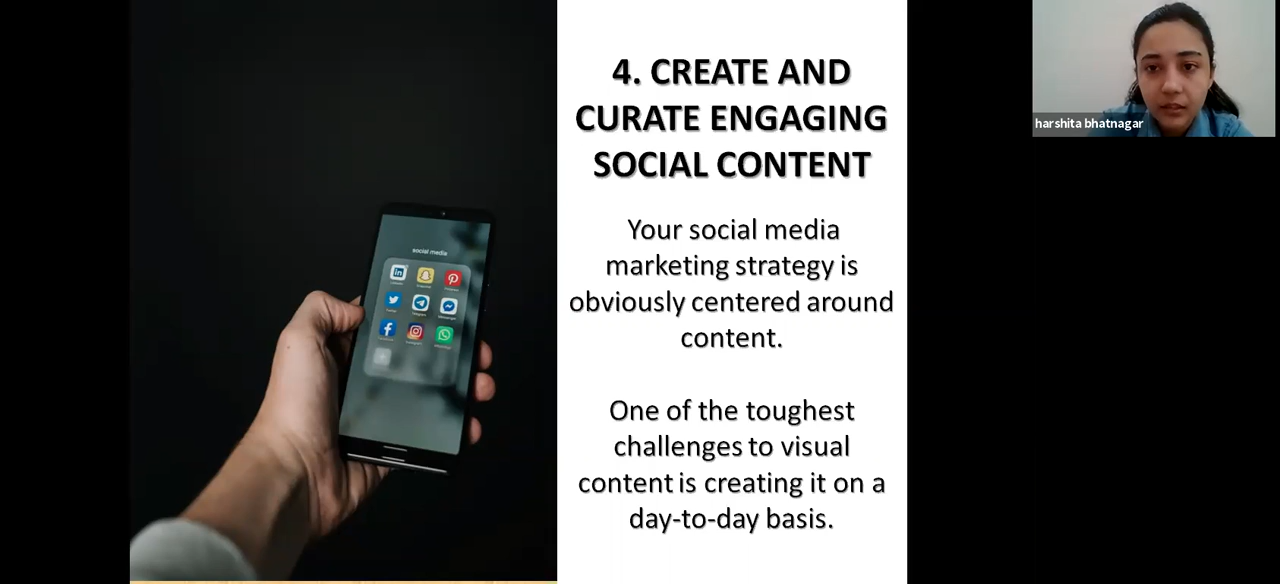 4. CREATE AND
CURATE ENGAGING
SOCIAL CONTENT
Your social media
marketing strategy is
obviously centered around
content.
One of the toughest
challenges to visual
content is creating it on a
day-to-day basis.
harshita bhatnagar
social media